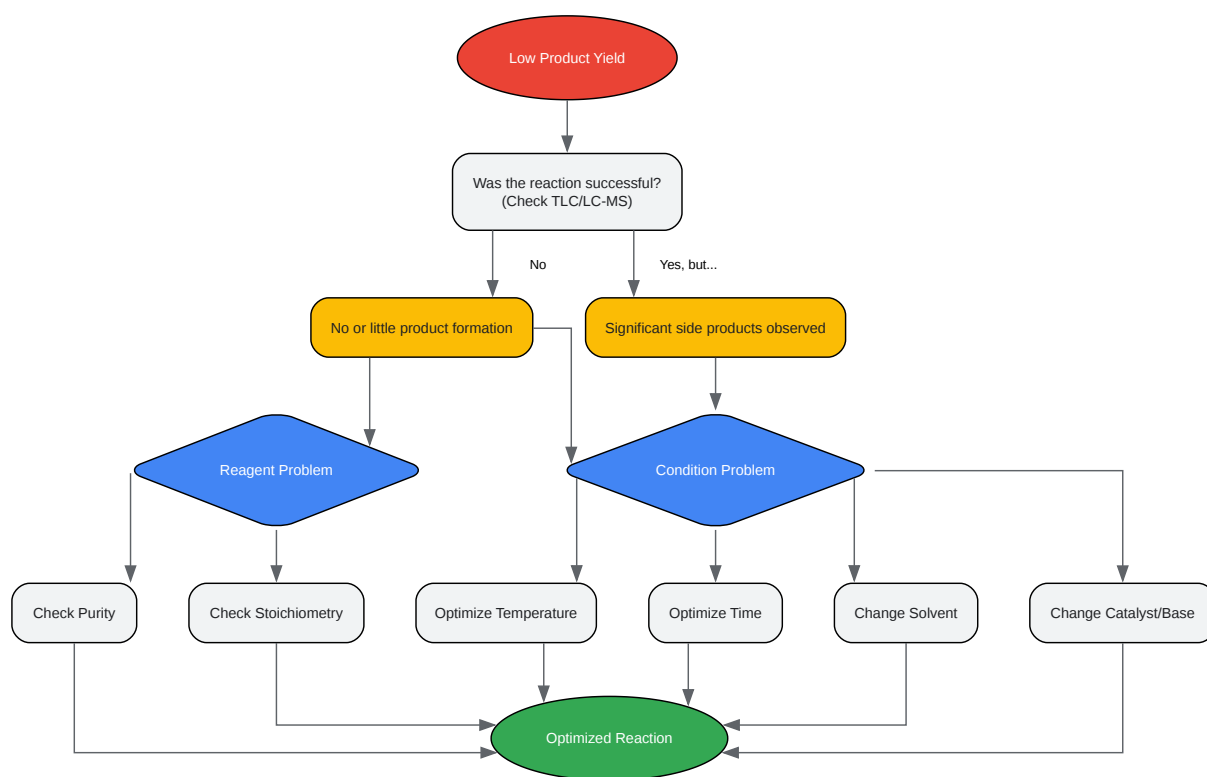 Low Product Yield
Was the reaction successful?
(Check TLC/LC-MS)
No
Yes, but...
No or little product formation
Significant side products observed
Reagent Problem
Condition Problem
Check Purity
Check Stoichiometry
Optimize Temperature
Optimize Time
Change Solvent
Change Catalyst/Base
Optimized Reaction